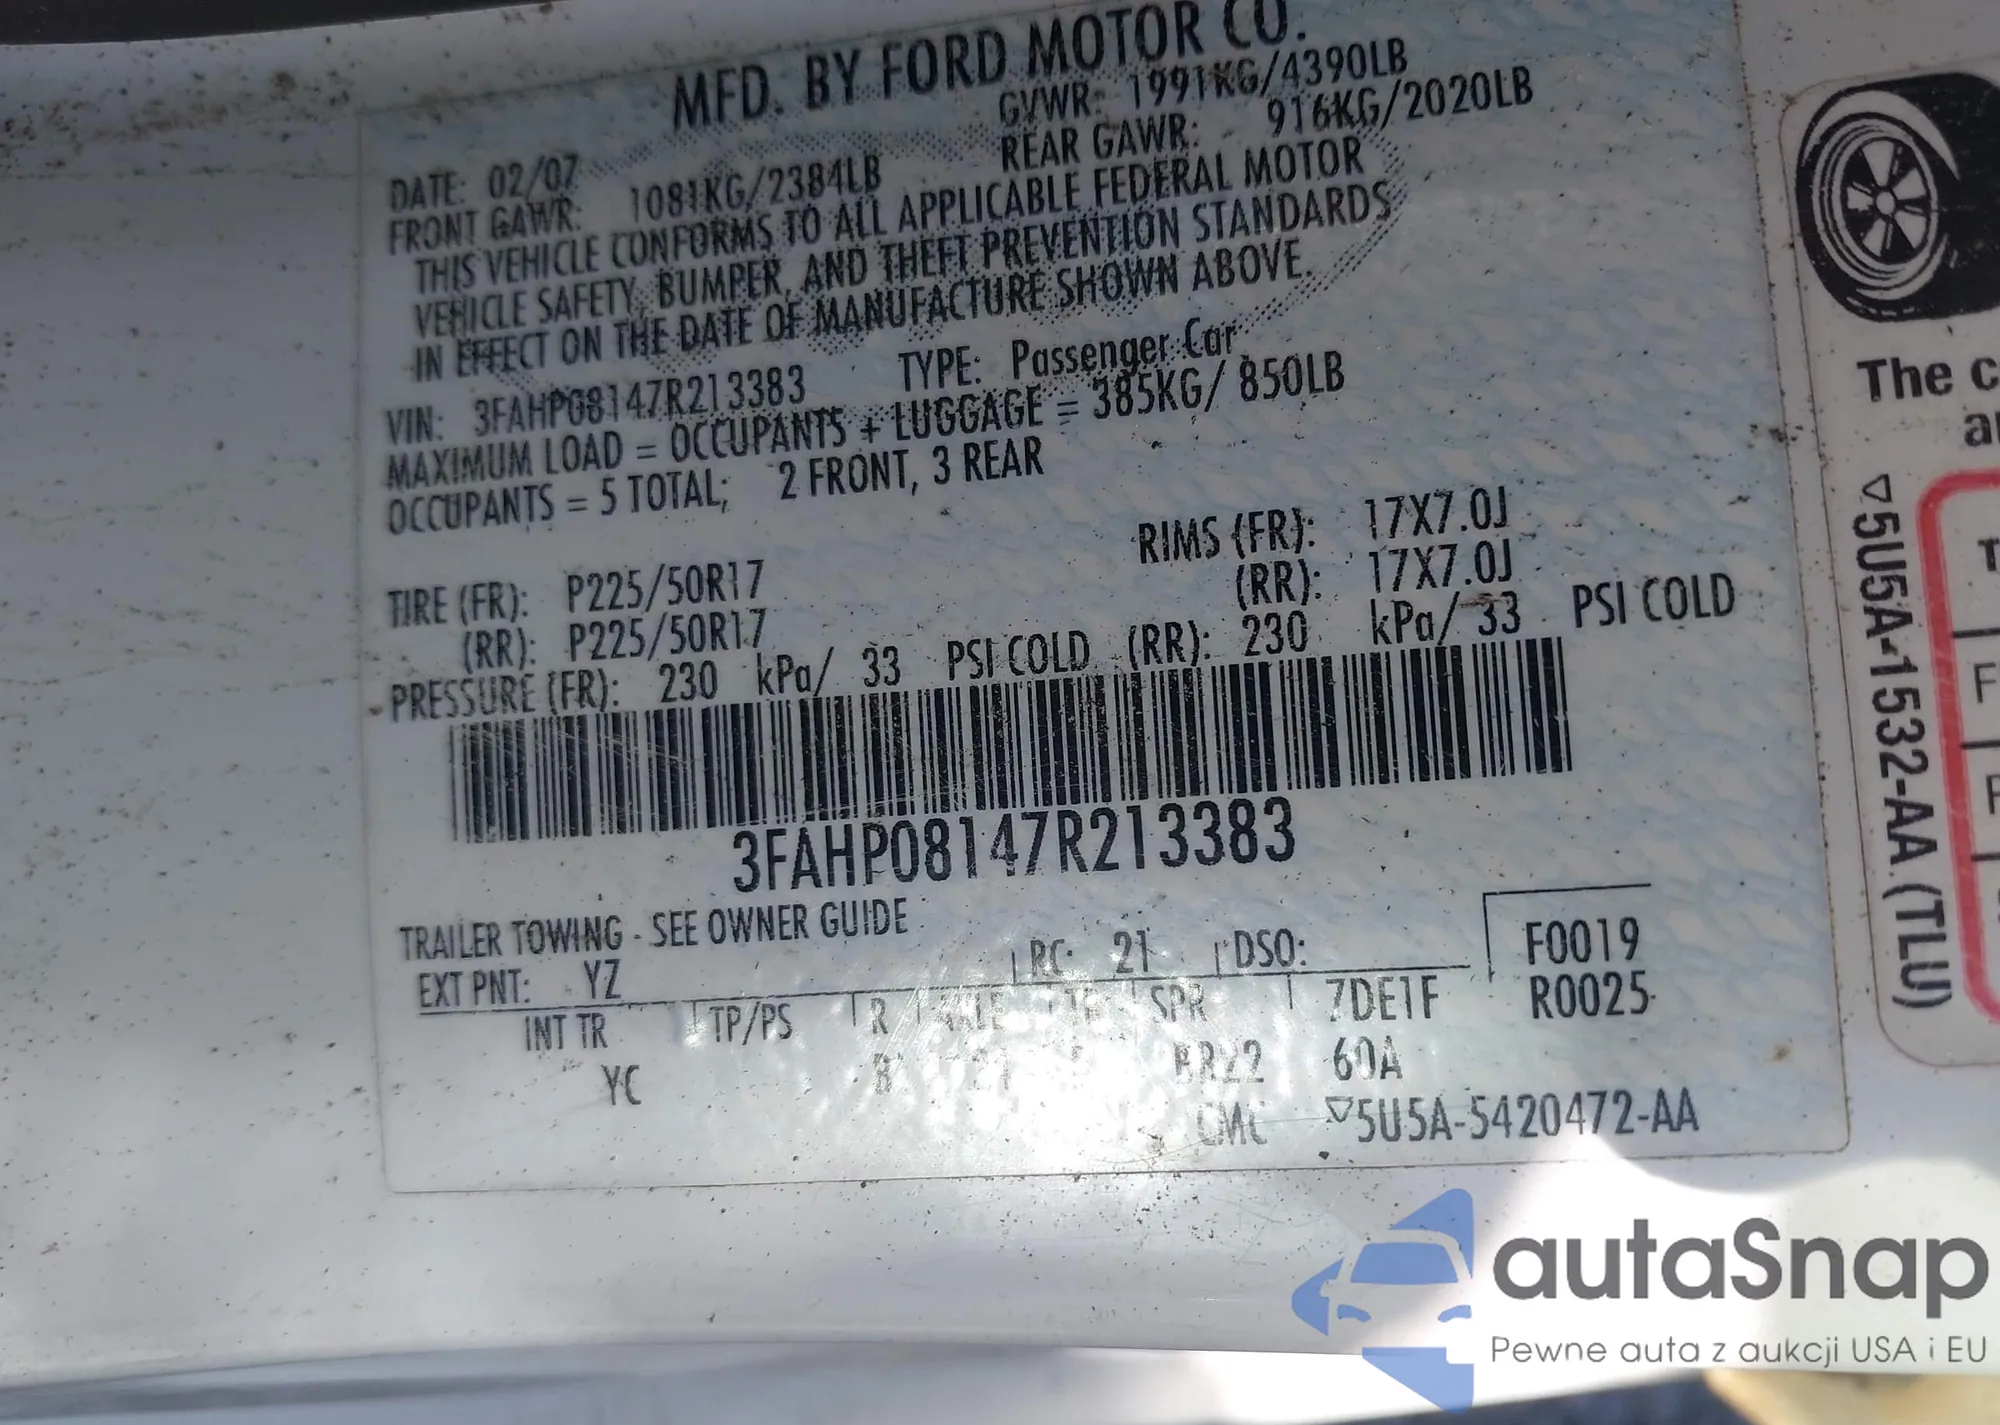 MFD. BY FORD MOTOR CO.
DATE: 02/07 GVWR: 1991KG/4390LB
FRONT GAWR: 1081KG/2384LB REAR GAWR: 916KG/2020LB
THIS VEHICLE CONFORMS TO ALL APPLICABLE FEDERAL MOTOR
VEHICLE SAFETY, BUMPER, AND THEFT PREVENTION STANDARDS
IN EFFECT ON THE DATE OF MANUFACTURE SHOWN ABOVE.
VIN: 3FAHP08147R213383 TYPE: Passenger Car
MAXIMUM LOAD = OCCUPANTS + LUGGAGE = 385KG/ 850LB
OCCUPANTS = 5 TOTAL; 2 FRONT, 3 REAR
TIRE (FR): P225/50R17 RIMS (FR): 17X7.0J
(RR): P225/50R17 (RR): 17X7.0J
PRESSURE (FR): 230 kPa/ 33 PSI COLD (RR): 230 kPa/ 33 PSI COLD
3FAHP08147R213383
TRAILER TOWING - SEE OWNER GUIDE
EXT PNT: YZ RC: 21 DSO: F0019
INT TR TP/PS R AXLE TR SPR 7DE1F R0025
YC B BR22 60A
CMC ▽5U5A-5420472-AA
The c
▽5U5A-1532-AA (TLU)
autaSnap
Pewne auta z aukcji USA i EU